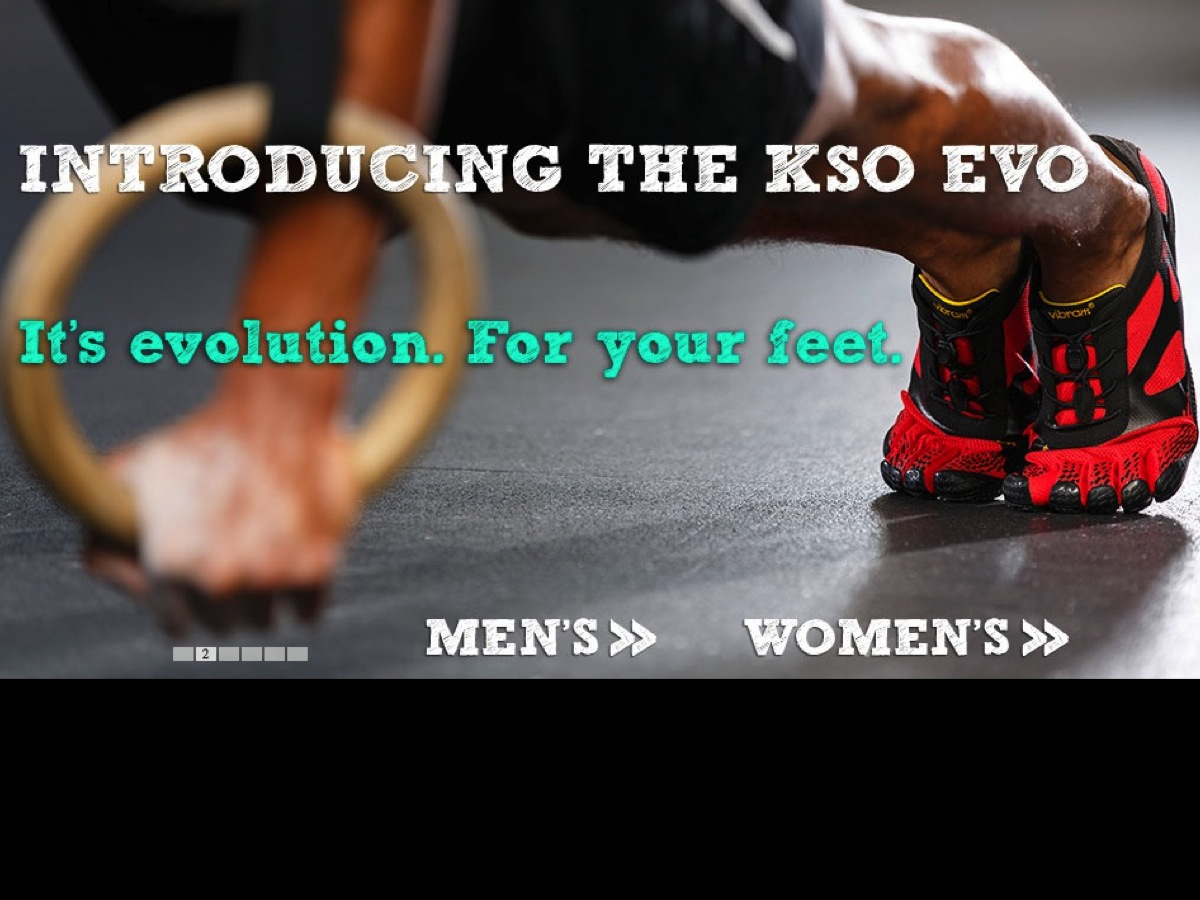 INTRODUCING THE KSO EVO
It's evolution. For your feet.
vibram®
vibram®
MEN'S >>
WOMEN'S >>
2